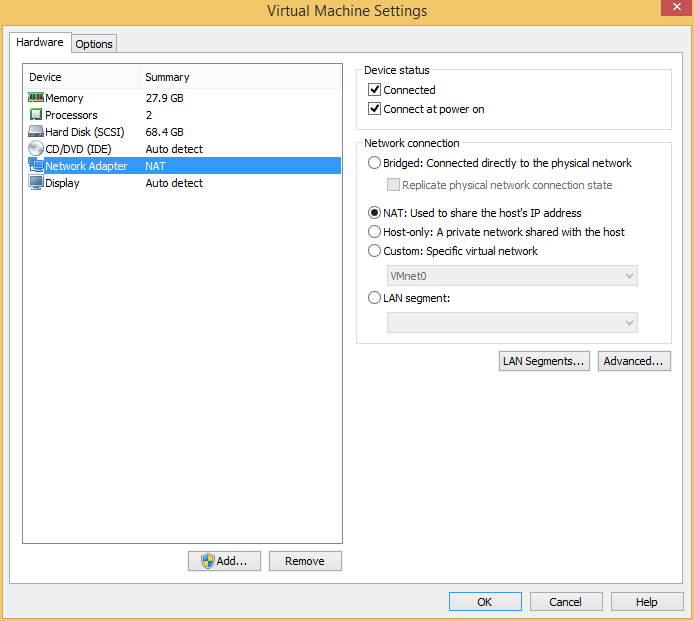 Virtual Machine Settings
Hardware
Options
Device Summary
Memory 27.9 GB
Processors 2
Hard Disk (SCSI) 68.4 GB
CD/DVD (IDE) Auto detect
Network Adapter NAT
Display Auto detect
Add...
Remove
Device status
Connected
Connect at power on
Network connection
Bridged: Connected directly to the physical network
Replicate physical network connection state
NAT: Used to share the host's IP address
Host-only: A private network shared with the host
Custom: Specific virtual network
VMnet0
LAN segment:
LAN Segments...
Advanced...
OK
Cancel
Help